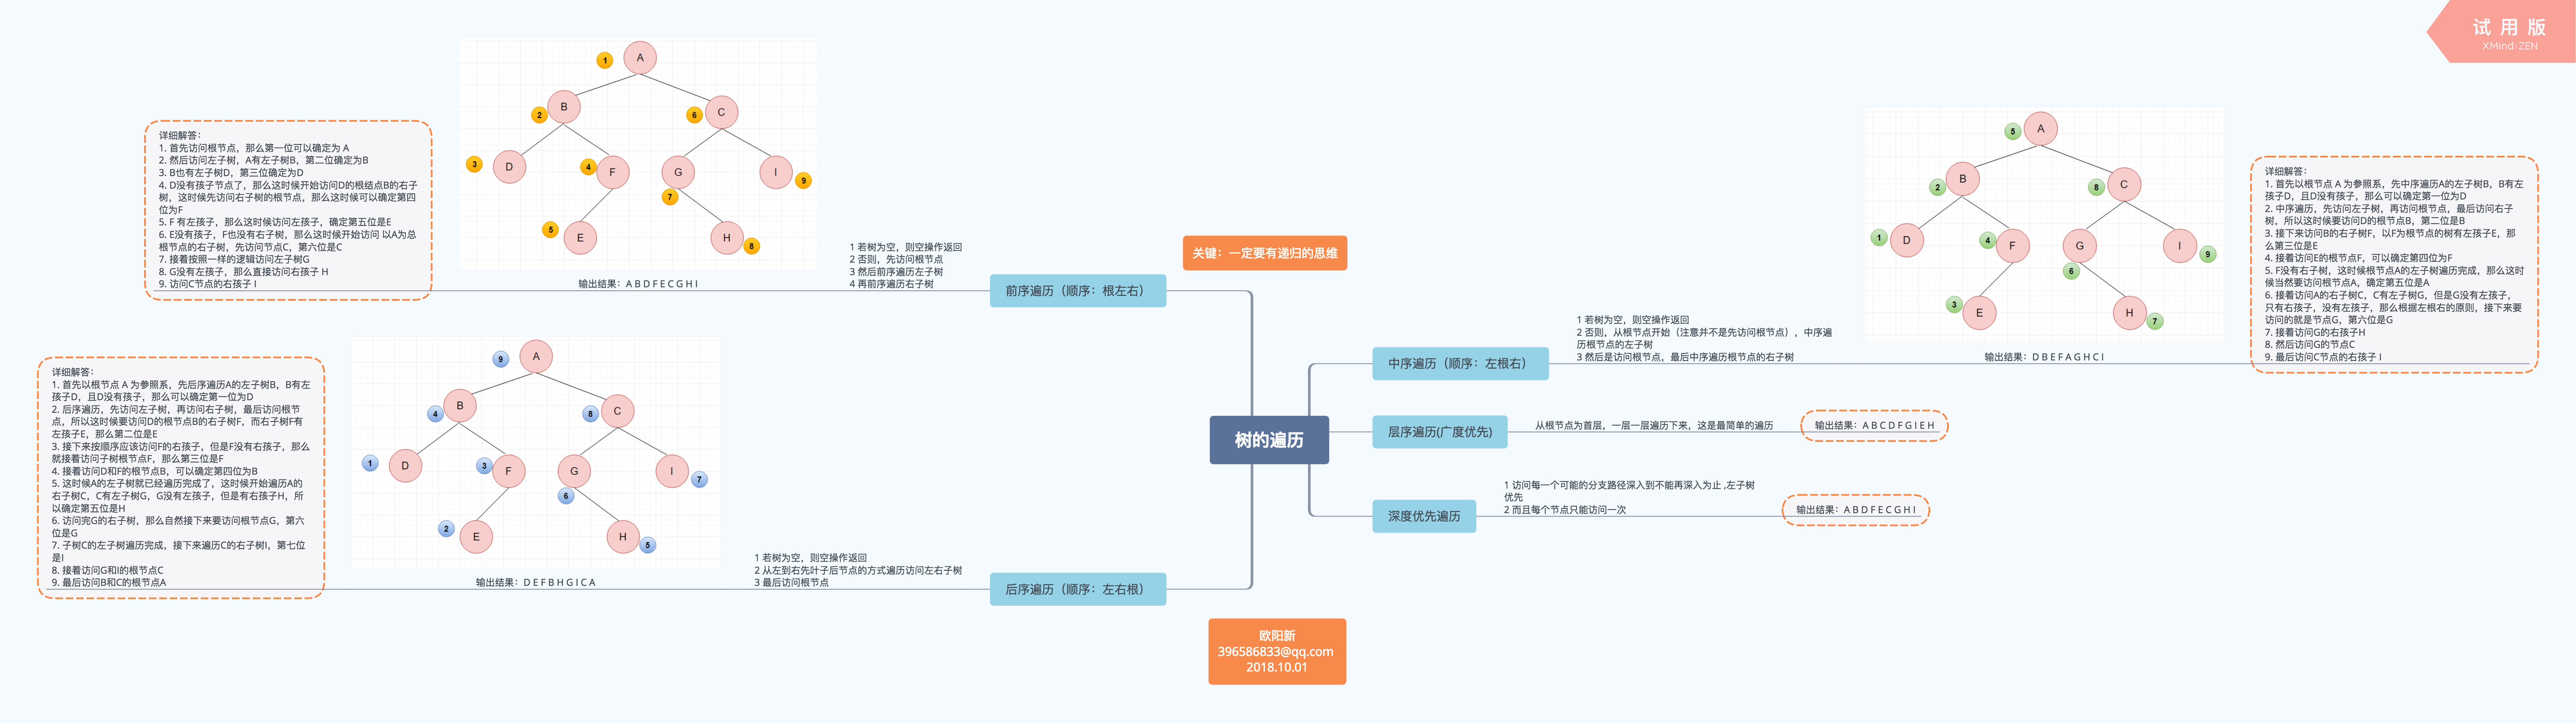 试用版
XMind:ZEN
详细解答：
1. 首先访问根节点，那么第一位可以确定为 A
2. 然后访问左子树，A有左子树B，第二位确定为B
3. B也有左子树D，第三位确定为D
4. D没有孩子节点了，那么这时候开始访问D的根结点B的右子
树，这时候先访问右子树的根节点，那么这时候可以确定第四
位为F
5. F 有左孩子，那么这时候访问左孩子，确定第五位是E
6. E没有孩子，F也没有右子树，那么这时候开始访问 以A为总
根节点的右子树，先访问节点C，第六位是C
7. 接着按照一样的逻辑访问左子树G
8. G没有左孩子，那么直接访问右孩子 H
9. 访问C节点的右孩子 I
1
A
2
B
6
C
3
D
4
F
G
7
I
9
5
E
H
8
输出结果：A B D F E C G H I
1 若树为空，则空操作返回
2 否则，先访问根节点
3 然后前序遍历左子树
4 再前序遍历右子树
前序遍历（顺序：根左右）
关键：一定要有递归的思维
详细解答：
1. 首先以根节点 A 为参照系，先后序遍历A的左子树B，B有左
孩子D，且D没有孩子，那么可以确定第一位为D
2. 后序遍历，先访问左子树，再访问右子树，最后访问根节
点，所以这时候要访问D的根节点B的右子树F，而右子树F有
左孩子E，那么第二位是E
3. 接下来按顺序应该访问F的右孩子，但是F没有右孩子，那么
就接着访问子树根节点F，那么第三位是F
4. 接着访问D和F的根节点B，可以确定第四位为B
5. 这时候A的左子树就已经遍历完成了，这时候开始遍历A的
右子树C，C有左子树G，G没有左孩子，但是有右孩子H，所
以确定第五位是H
6. 访问完G的右子树，那么自然接下来要访问根节点G，第六
位是G
7. 子树C的左子树遍历完成，接下来遍历C的右子树I，第七位
是I
8. 接着访问G和I的根节点C
9. 最后访问B和C的根节点A
9
A
4
B
8
C
1
D
3
F
G
6
I
7
2
E
H
5
输出结果：D E F B H G I C A
1 若树为空，则空操作返回
2 从左到右先叶子后节点的方式遍历访问左右子树
3 最后访问根节点
后序遍历（顺序：左右根）
树的遍历
中序遍历（顺序：左根右）
1 若树为空，则空操作返回
2 否则，从根节点开始（注意并不是先访问根节点），中序遍
历根节点的左子树
3 然后是访问根节点，最后中序遍历根节点的右子树
5
A
2
B
8
C
1
D
4
F
G
6
I
9
3
E
H
7
输出结果：D B E F A G H C I
详细解答：
1. 首先以根节点 A 为参照系，先中序遍历A的左子树B，B有左
孩子D，且D没有孩子，那么可以确定第一位为D
2. 中序遍历，先访问左子树，再访问根节点，最后访问右子
树，所以这时候要访问D的根节点B，第二位是B
3. 接下来访问B的右子树F，以F为根节点的树有左孩子E，那
么第三位是E
4. 接着访问E的根节点F，可以确定第四位为F
5. F没有右子树，这时候根节点A的左子树遍历完成，那么这时
候当然要访问根节点A，确定第五位是A
6. 接着访问A的右子树C，C有左子树G，但是G没有左孩子，
只有右孩子，没有左孩子，那么根据左根右的原则，接下来要
访问的就是节点G，第六位是G
7. 接着访问G的右孩子H
8. 然后访问G的节点C
9. 最后访问C节点的右孩子 I
层序遍历(广度优先)
从根节点为首层，一层一层遍历下来，这是最简单的遍历
输出结果：A B C D F G I E H
深度优先遍历
1 访问每一个可能的分支路径深入到不能再深入为止 ,左子树
优先
2 而且每个节点只能访问一次
输出结果：A B D F E C G H I
欧阳新
396586833@qq.com
2018.10.01